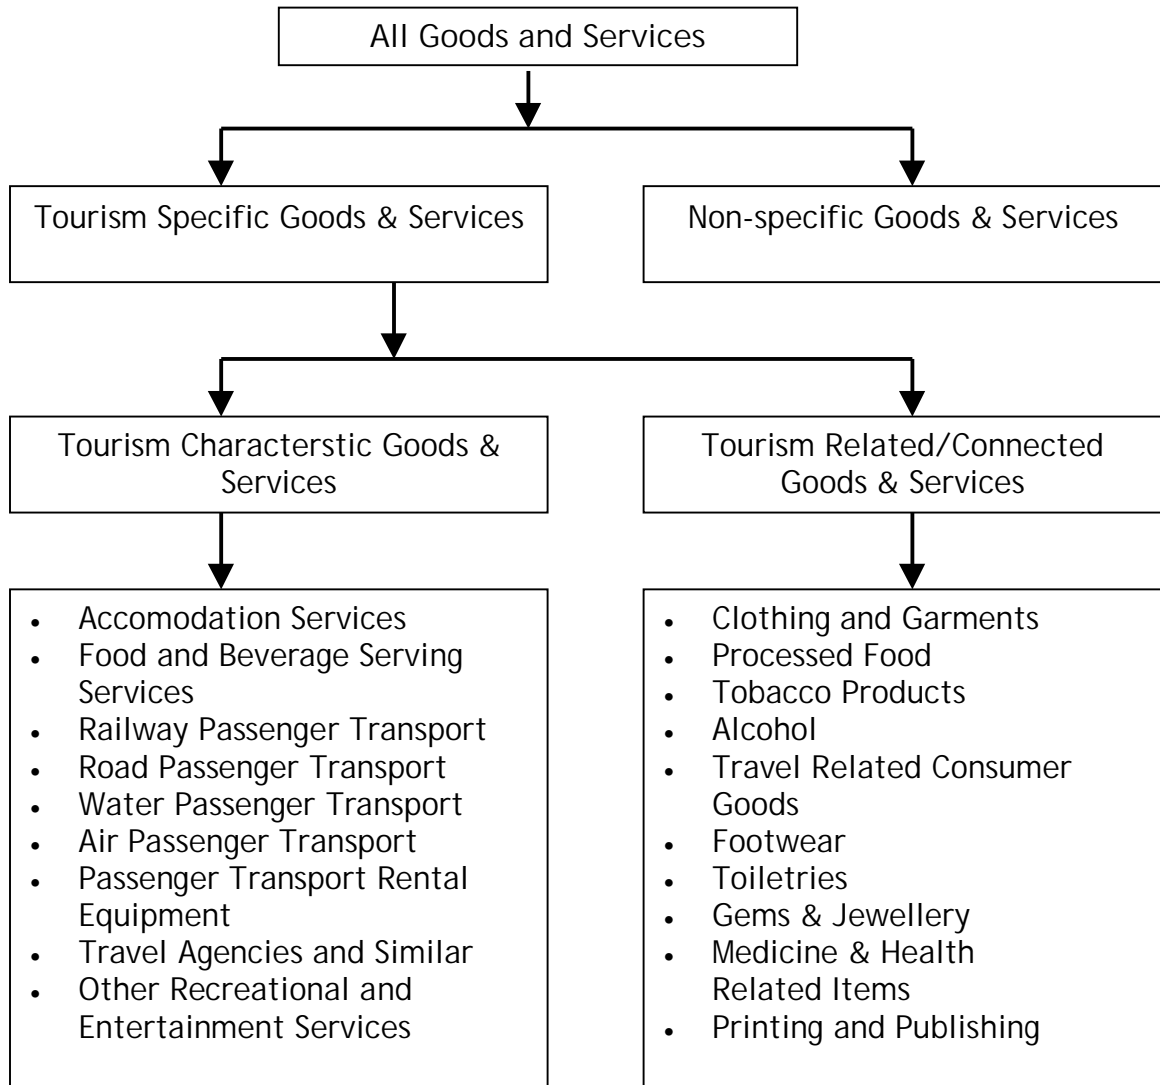 All Goods and Services
Tourism Specific Goods & Services
Non-specific Goods & Services
Tourism Characterstic Goods &
Services
Tourism Related/Connected
Goods & Services
• Accomodation Services
• Food and Beverage Serving
Services
• Railway Passenger Transport
• Road Passenger Transport
• Water Passenger Transport
• Air Passenger Transport
• Passenger Transport Rental
Equipment
• Travel Agencies and Similar
• Other Recreational and
Entertainment Services
• Clothing and Garments
• Processed Food
• Tobacco Products
• Alcohol
• Travel Related Consumer
Goods
• Footwear
• Toiletries
• Gems & Jewellery
• Medicine & Health
Related Items
• Printing and Publishing